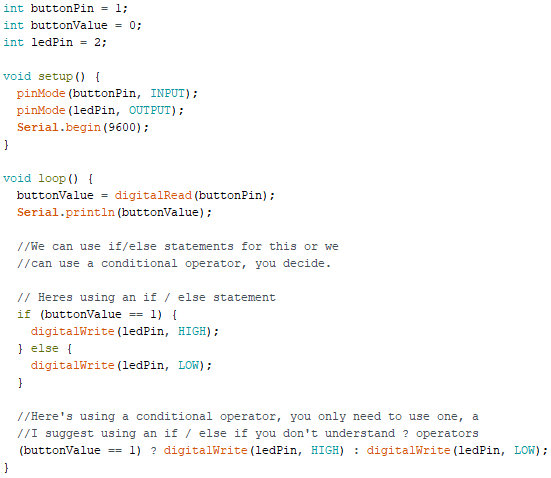 int buttonPin = 1;
int buttonValue = 0;
int ledPin = 2;

void setup() {
  pinMode(buttonPin, INPUT);
  pinMode(ledPin, OUTPUT);
  Serial.begin(9600);
}

void loop() {
  buttonValue = digitalRead(buttonPin);
  Serial.println(buttonValue);

  //We can use if/else statements for this or we
  //can use a conditional operator, you decide.

  // Heres using an if / else statement
  if (buttonValue == 1) {
    digitalWrite(ledPin, HIGH);
  } else {
    digitalWrite(ledPin, LOW);
  }

  //Here's using a conditional operator, you only need to use one, a
  //I suggest using an if / else if you don't understand ? operators
  (buttonValue == 1) ? digitalWrite(ledPin, HIGH) : digitalWrite(ledPin, LOW);
}